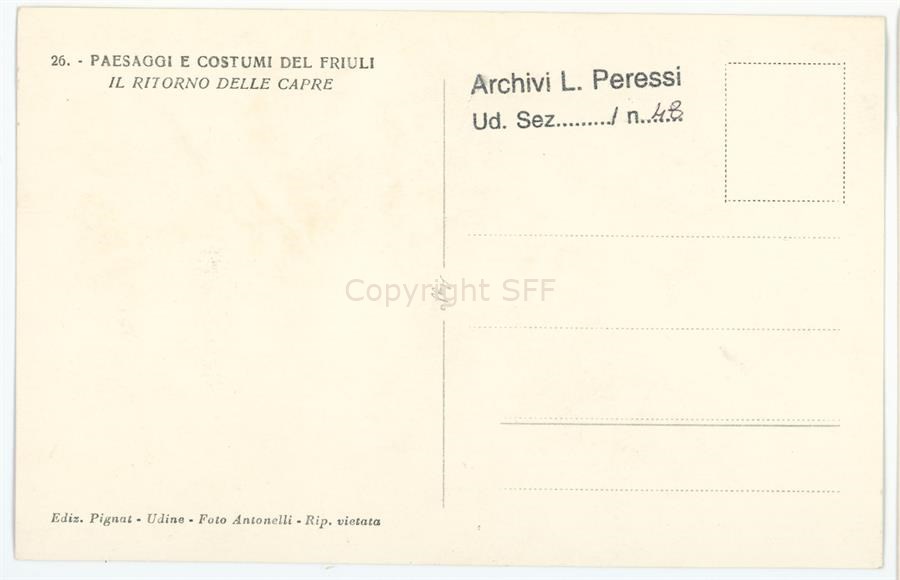 26. - PAESAGGI E COSTUMI DEL FRIULI
IL RITORNO DELLE CAPRE
Archivi L. Peressi
Ud. Sez........./ n.48
Copyright SFF
Ediz. Pignat - Udine - Foto Antonelli - Rip. vietata